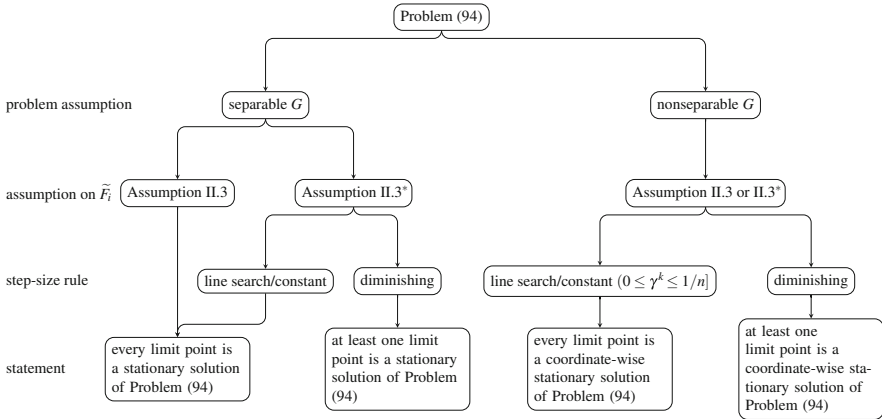 Problem (94)
problem assumption
separable G
nonseparable G
assumption on F̃ᵢ
Assumption II.3
Assumption II.3*
Assumption II.3 or II.3*
step-size rule
line search/constant
diminishing
line search/constant (0 ≤ γᵏ ≤ 1/n]
diminishing
statement
every limit point is
a stationary solution
of Problem (94)
at least one limit
point is a stationary
solution of Problem
(94)
every limit point is
a coordinate-wise
stationary solution
of Problem (94)
at least one
limit point is a
coordinate-wise sta-
tionary solution of
Problem (94)